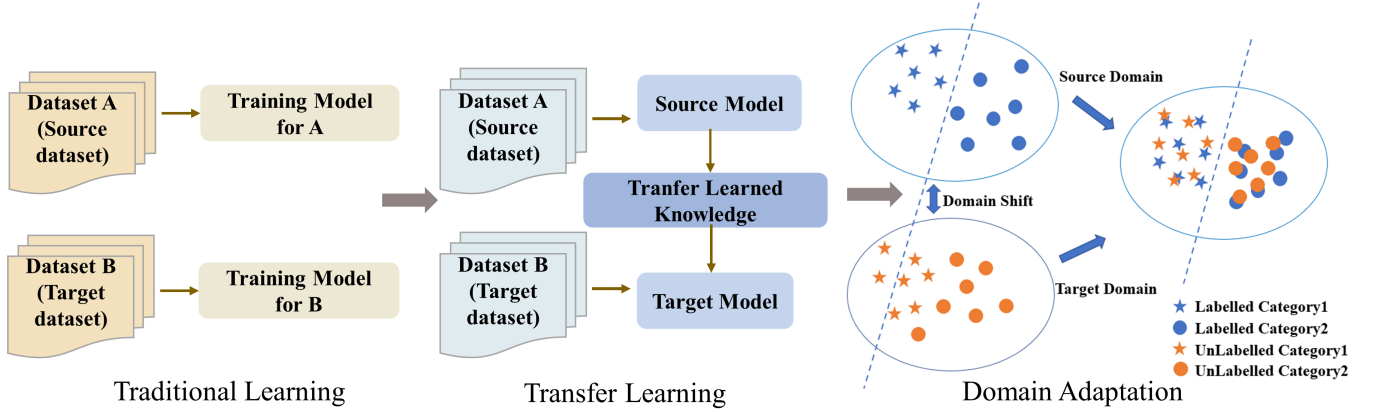 Dataset A
(Source
dataset)
Training Model
for A
Dataset B
(Target
dataset)
Training Model
for B
Traditional Learning
Dataset A
(Source
dataset)
Source Model
Tranfer Learned
Knowledge
Dataset B
(Target
dataset)
Target Model
Transfer Learning
Source Domain
Domain Shift
Target Domain
Labelled Category1
Labelled Category2
UnLabelled Category1
UnLabelled Category2
Domain Adaptation